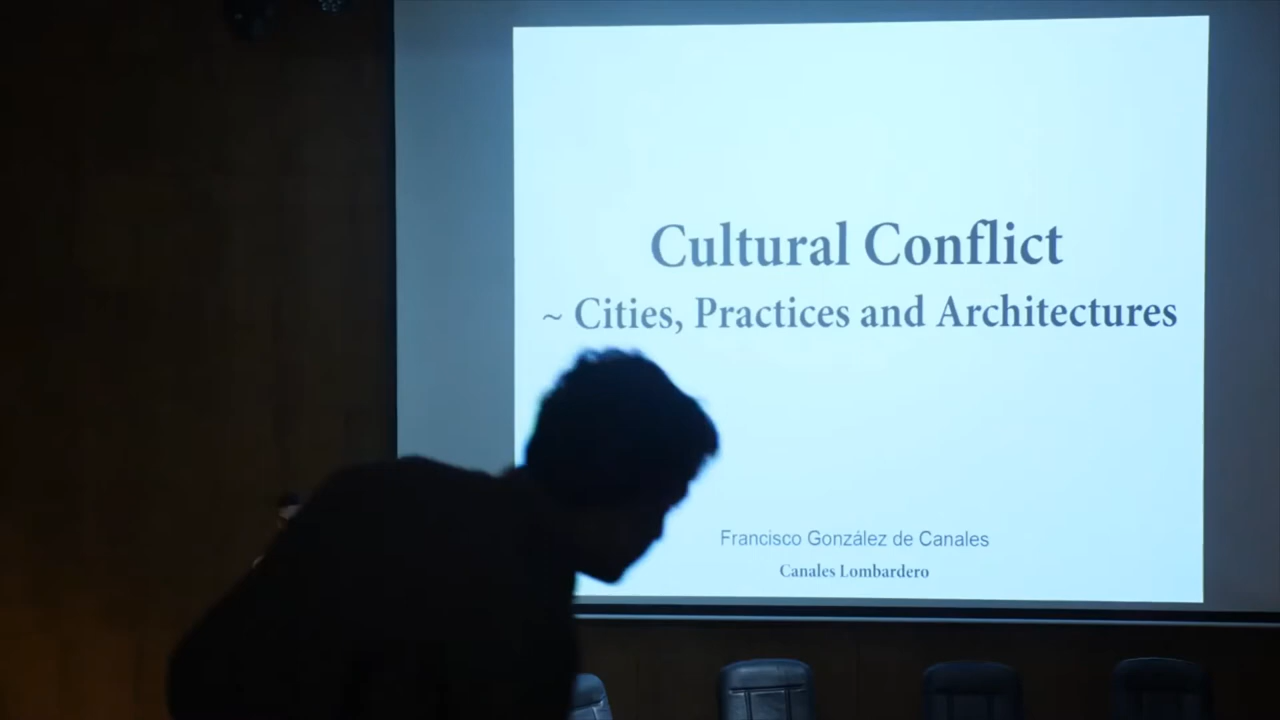 Cultural Conflict
~ Cities, Practices and Architectures
Francisco González de Canales
Canales Lombardero